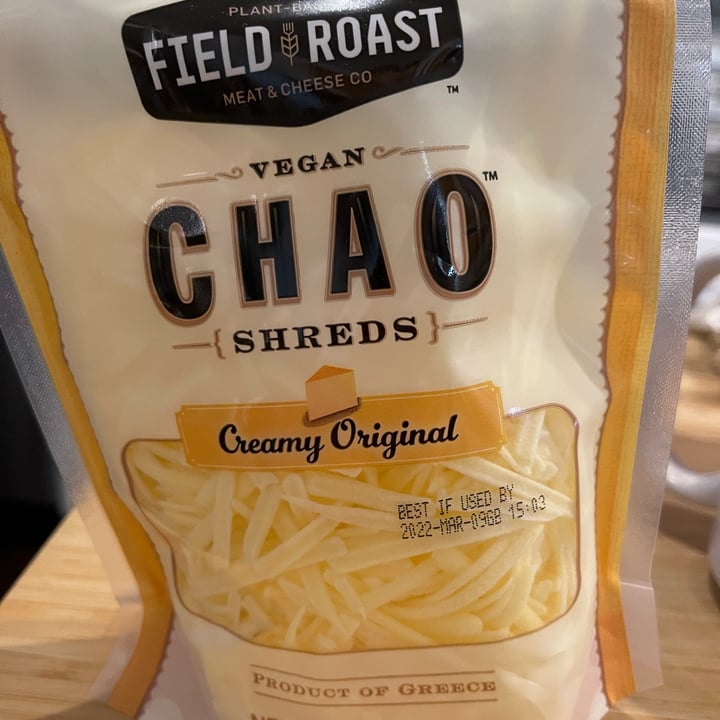 PLANT-BA
FIELD ROAST
MEAT & CHEESE CO
TM
VEGAN
CHAO TM
{SHREDS}
Creamy Original
BEST IF USED BY
2022-MAR-09GB 15:03
PRODUCT OF GREECE